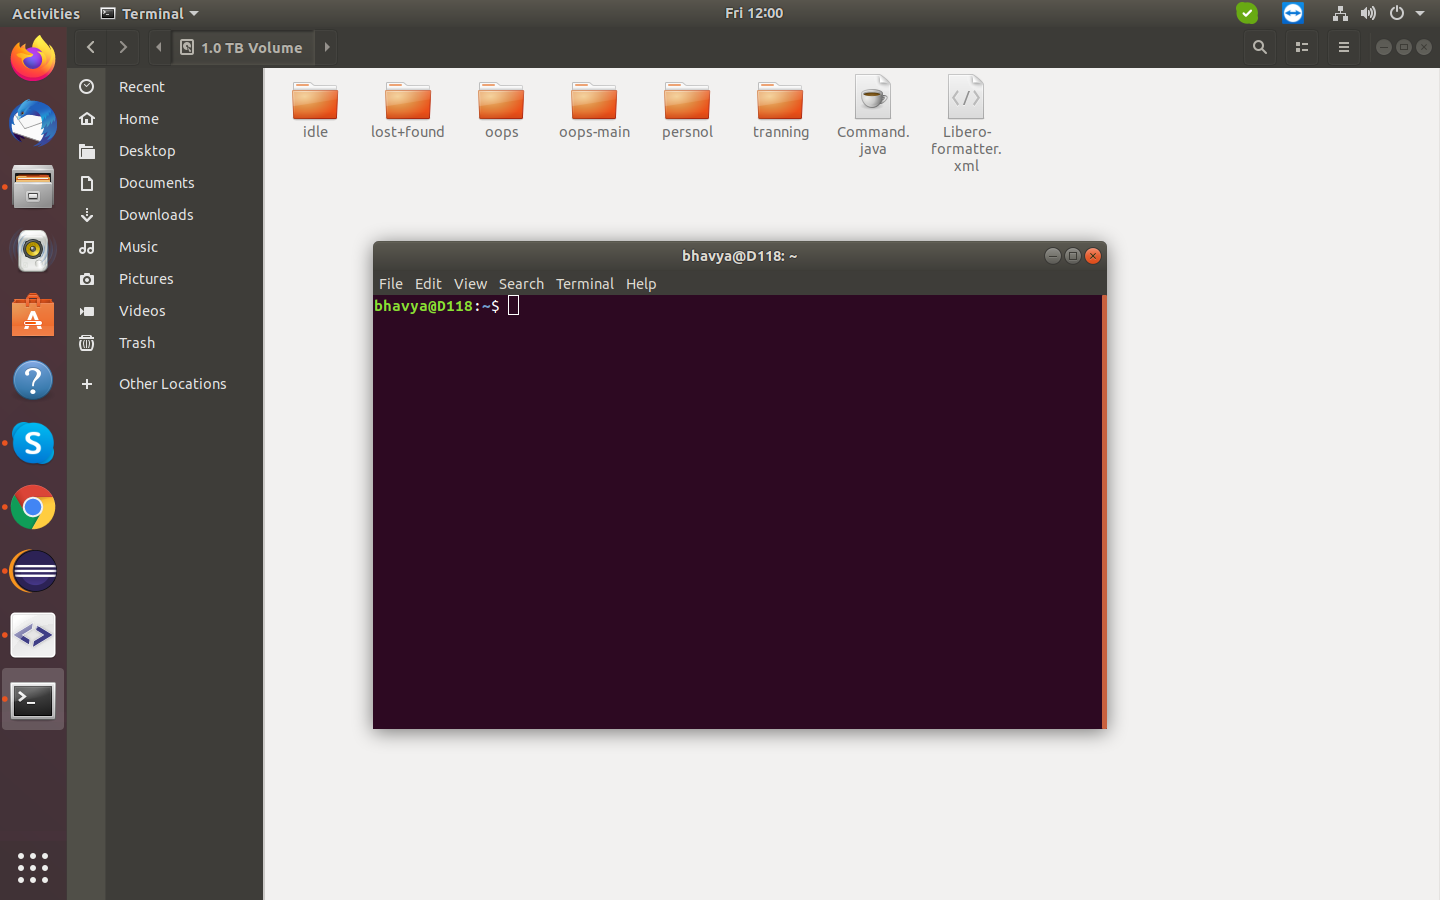 Activities
Terminal
Fri 12:00
1.0 TB Volume
Recent
Home
Desktop
Documents
Downloads
Music
Pictures
Videos
Trash
Other Locations
idle
lost+found
oops
oops-main
persnol
tranning
Command.
java
Libero-
formatter.
xml
bhavya@D118: ~
File Edit View Search Terminal Help
bhavya@D118:~$